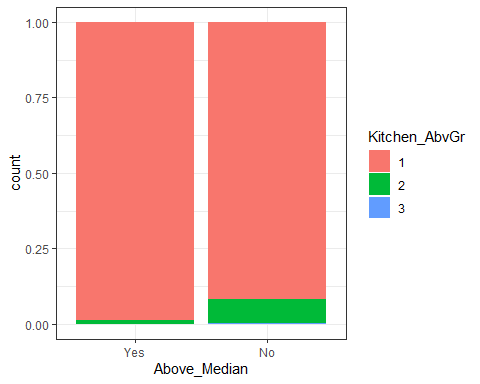 1.00
0.75
0.50
0.25
0.00
count
Yes No
Above_Median
Kitchen_AbvGr
1
2
3